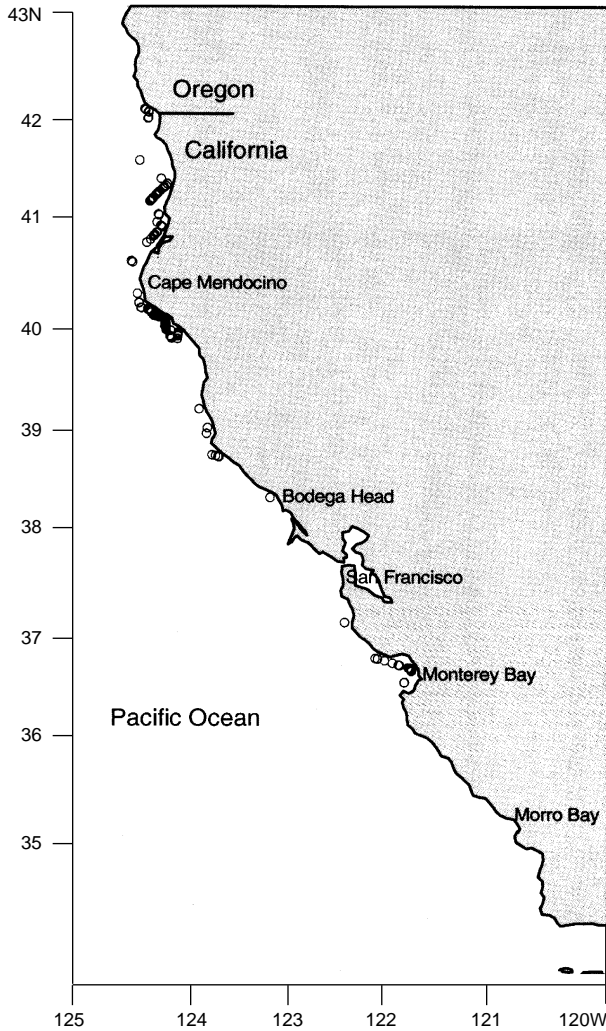 43N
Oregon
42
California
41
Cape Mendocino
40
39
Bodega Head
38
San Francisco
37
Monterey Bay
Pacific Ocean
36
Morro Bay
35
125 124 123 122 121 120W